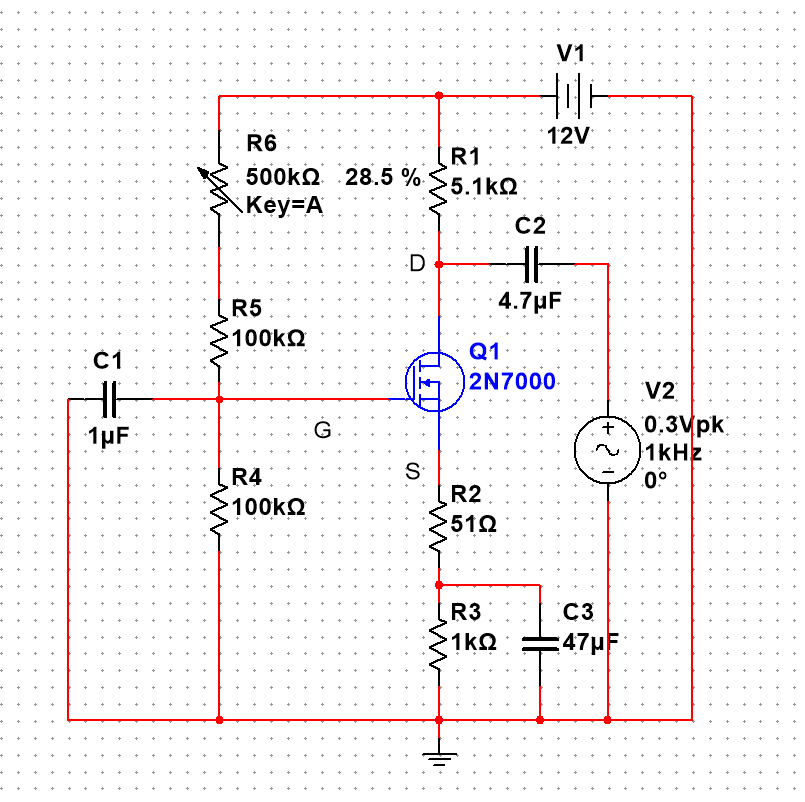 V1
12V
R6
500kΩ
28.5 %
Key=A
R1
5.1kΩ
C2
4.7µF
D
R5
100kΩ
C1
1µF
Q1
2N7000
G
V2
0.3Vpk
1kHz
0°
S
R4
100kΩ
R2
51Ω
R3
1kΩ
C3
47µF